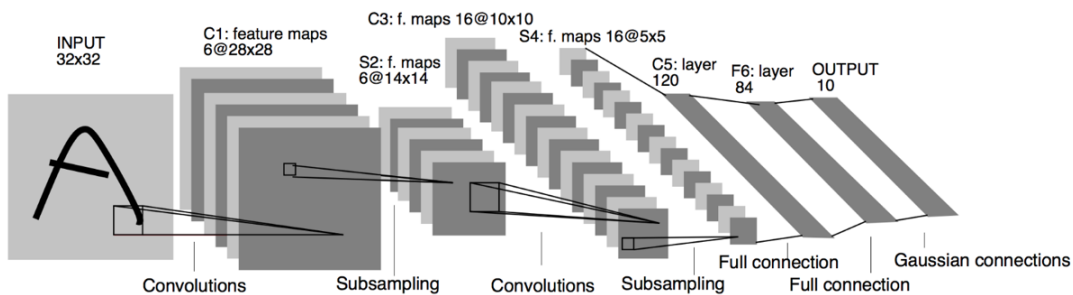 INPUT
32x32
C1: feature maps
6@28x28
S2: f. maps
6@14x14
C3: f. maps 16@10x10
S4: f. maps 16@5x5
C5: layer
120
F6: layer
84
OUTPUT
10
Convolutions
Subsampling
Convolutions
Subsampling
Full connection
Full connection
Gaussian connections